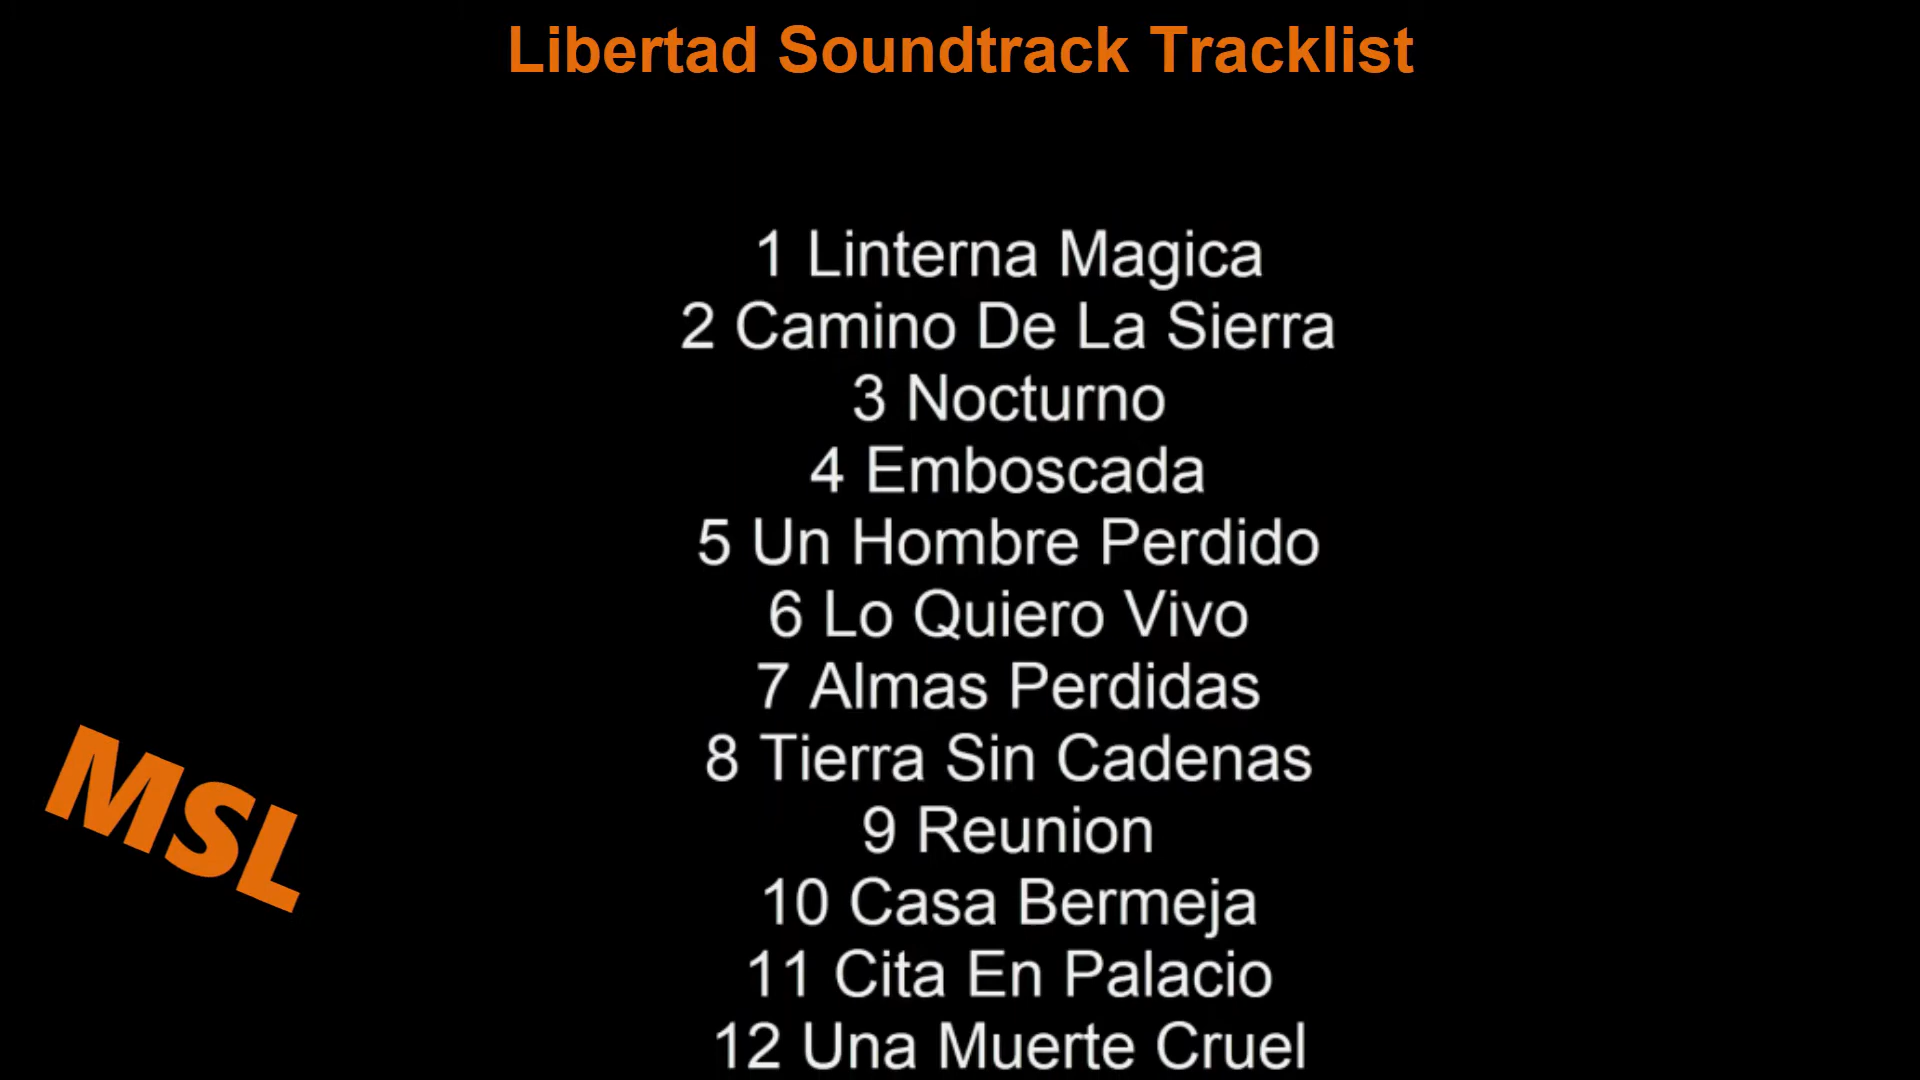 Libertad Soundtrack Tracklist
1 Linterna Magica
2 Camino De La Sierra
3 Nocturno
4 Emboscada
5 Un Hombre Perdido
6 Lo Quiero Vivo
7 Almas Perdidas
8 Tierra Sin Cadenas
9 Reunion
10 Casa Bermeja
11 Cita En Palacio
12 Una Muerte Cruel
MSL